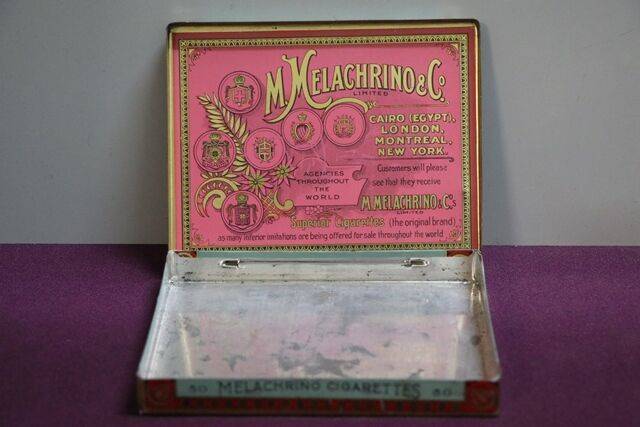 M. MELACHRINO & Co.
LIMITED
CAIRO (EGYPT),
LONDON,
MONTREAL,
NEW YORK.
AGENCIES
THROUGHOUT
THE
WORLD
Customers will please
see that they receive
M. MELACHRINO & Co's
LIMITED
Superior Cigarettes (the original brand)
as many inferior imitations are being offered for sale throughout the world.
50 MELACHRINO CIGARETTES 50